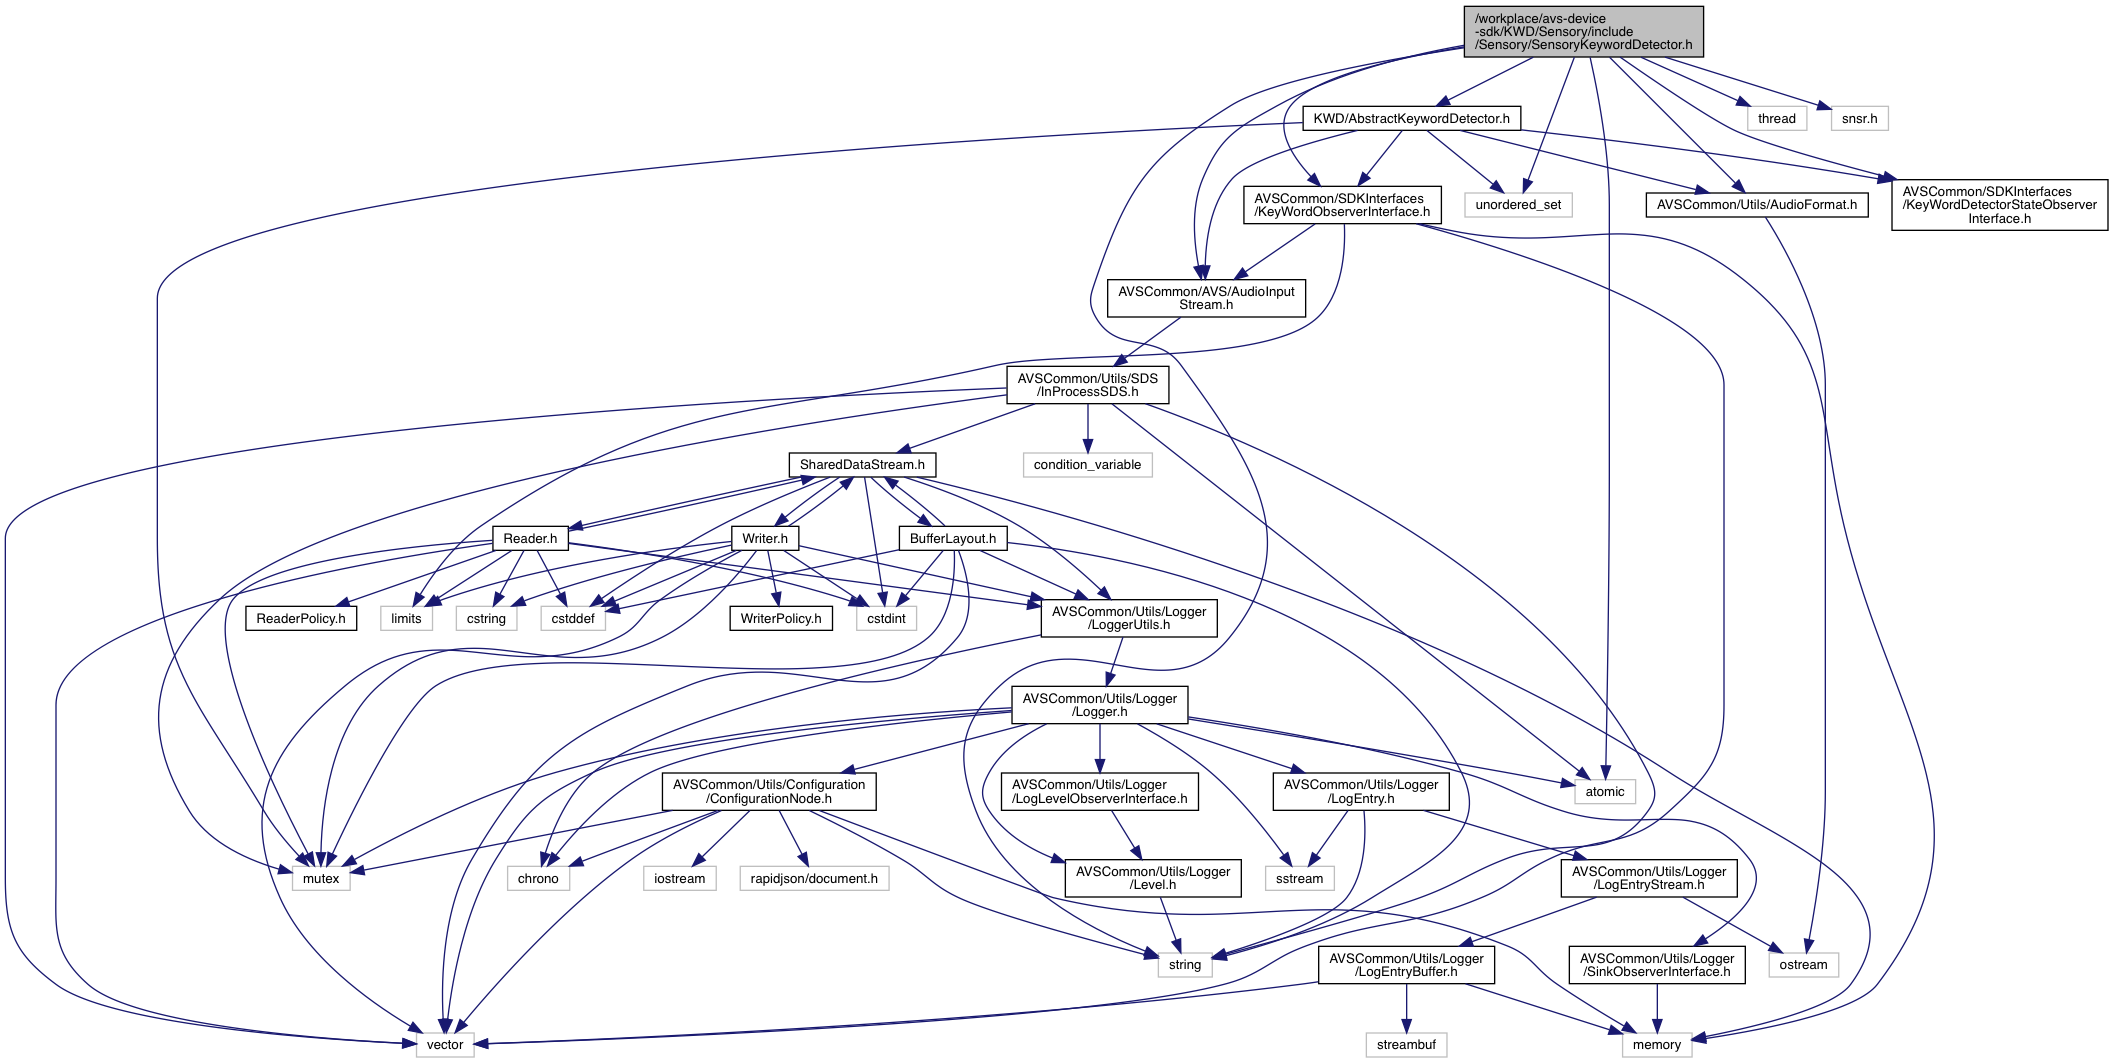 /workplace/avs-device
-sdk/KWD/Sensory/include
/Sensory/SensoryKeywordDetector.h
KWD/AbstractKeywordDetector.h
thread
snsr.h
AVSCommon/SDKInterfaces
/KeyWordObserverInterface.h
unordered_set
AVSCommon/Utils/AudioFormat.h
AVSCommon/SDKInterfaces
/KeyWordDetectorStateObserver
Interface.h
AVSCommon/AVS/AudioInput
Stream.h
AVSCommon/Utils/SDS
/InProcessSDS.h
SharedDataStream.h
condition_variable
Reader.h
Writer.h
BufferLayout.h
ReaderPolicy.h
limits
cstring
cstddef
WriterPolicy.h
cstdint
AVSCommon/Utils/Logger
/LoggerUtils.h
AVSCommon/Utils/Logger
/Logger.h
AVSCommon/Utils/Configuration
/ConfigurationNode.h
AVSCommon/Utils/Logger
/LogLevelObserverInterface.h
AVSCommon/Utils/Logger
/LogEntry.h
atomic
mutex
chrono
iostream
rapidjson/document.h
AVSCommon/Utils/Logger
/Level.h
sstream
AVSCommon/Utils/Logger
/LogEntryStream.h
string
AVSCommon/Utils/Logger
/LogEntryBuffer.h
AVSCommon/Utils/Logger
/SinkObserverInterface.h
ostream
vector
streambuf
memory